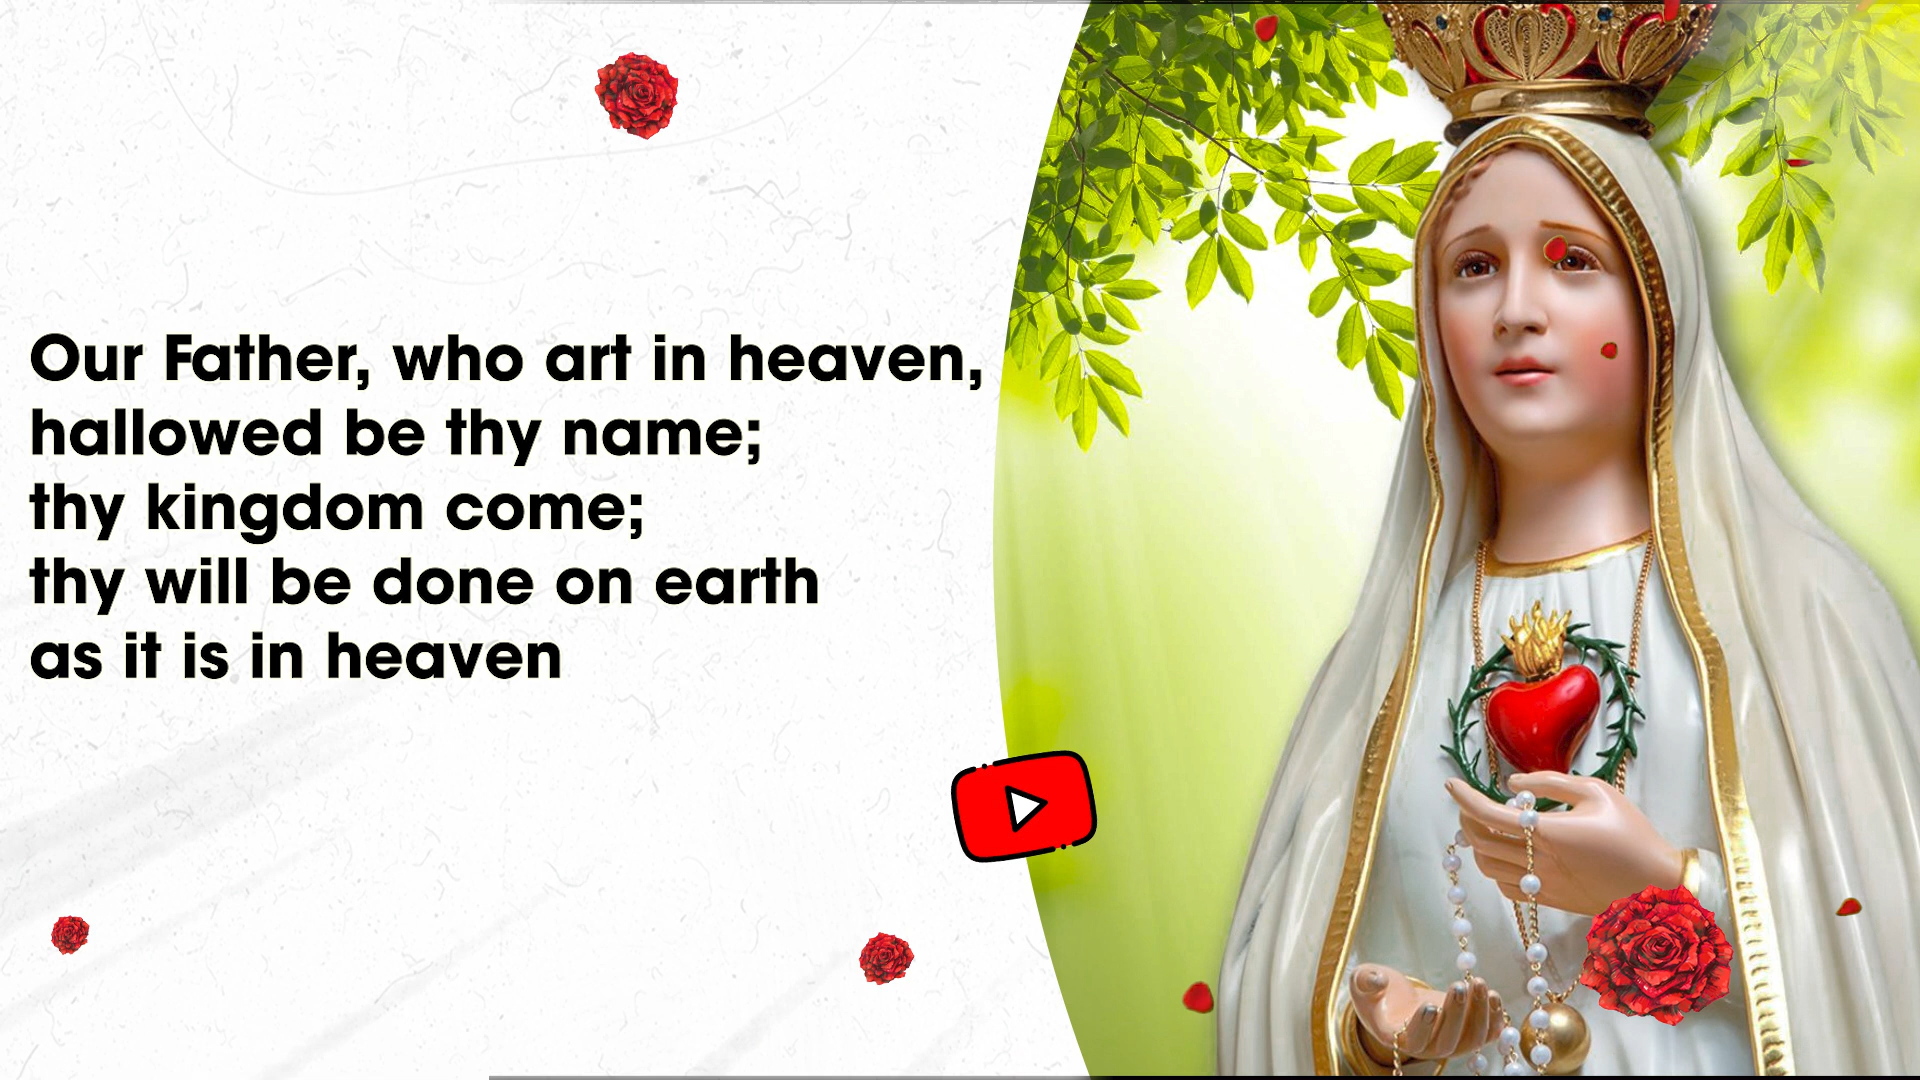 Our Father, who art in heaven,
hallowed be thy name;
thy kingdom come;
thy will be done on earth
as it is in heaven